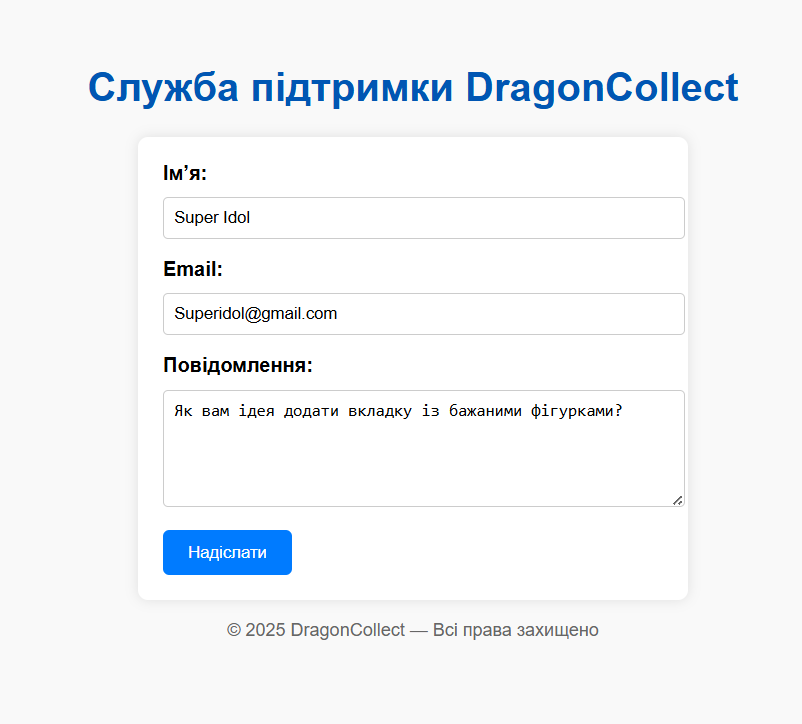 Служба підтримки DragonCollect
Ім’я:
Super Idol
Email:
Superidol@gmail.com
Повідомлення:
Як вам ідея додати вкладку із бажаними фігурками?
Надіслати
© 2025 DragonCollect — Всі права захищено